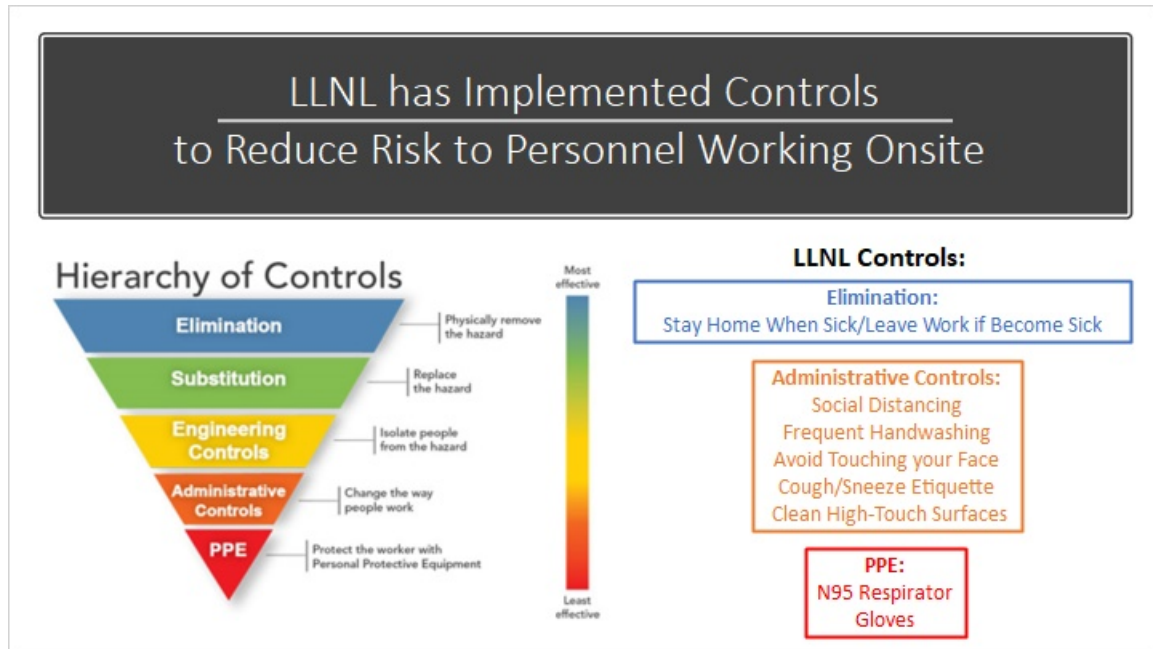 LLNL has Implemented Controls
to Reduce Risk to Personnel Working Onsite
Hierarchy of Controls
Elimination
Physically remove
the hazard
Substitution
Replace
the hazard
Engineering
Controls
Isolate people
from the hazard
Administrative
Controls
Change the way
people work
PPE
Protect the worker with
Personal Protective Equipment
Most
effective
Least
effective
LLNL Controls:
Elimination:
Stay Home When Sick/Leave Work if Become Sick
Administrative Controls:
Social Distancing
Frequent Handwashing
Avoid Touching your Face
Cough/Sneeze Etiquette
Clean High-Touch Surfaces
PPE:
N95 Respirator
Gloves